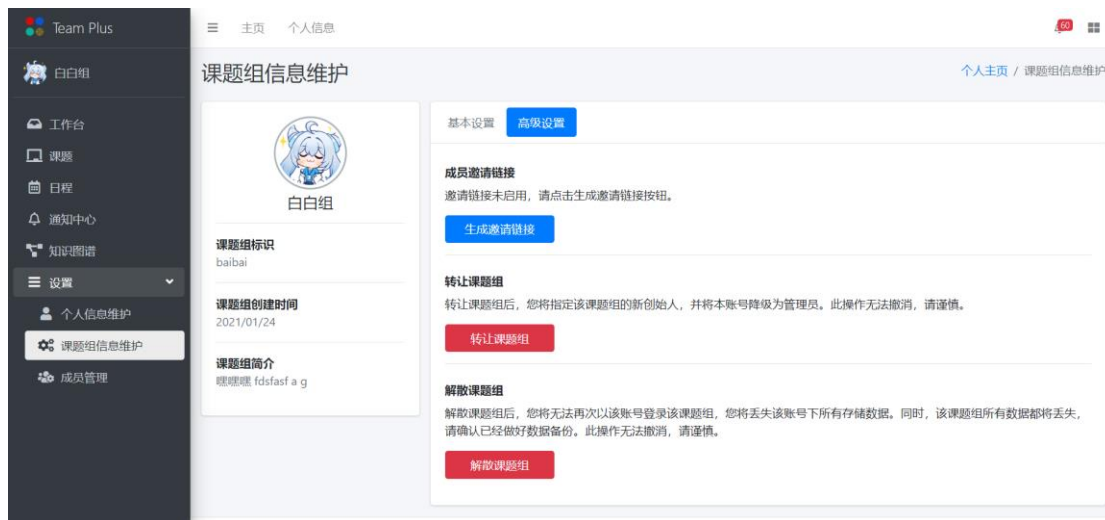 Team Plus
主页 个人信息
60
白白组
课题组信息维护
个人主页 / 课题组信息维护
工作台
课题
日程
通知中心
知识图谱
设置
个人信息维护
课题组信息维护
成员管理
白白组
课题组标识
baibai
课题组创建时间
2021/01/24
课题组简介
嘿嘿嘿 fdsfasf a g
基本设置 高级设置
成员邀请链接
邀请链接未启用，请点击生成邀请链接按钮。
生成邀请链接
转让课题组
转让课题组后，您将指定该课题组的新创始人，并将本账号降级为管理员。此操作无法撤消，请谨慎。
转让课题组
解散课题组
解散课题组后，您将无法再次以该账号登录该课题组，您将丢失该账号下所有存储数据。同时，该课题组所有数据都将丢失，
请确认已经做好数据备份。此操作无法撤消，请谨慎。
解散课题组